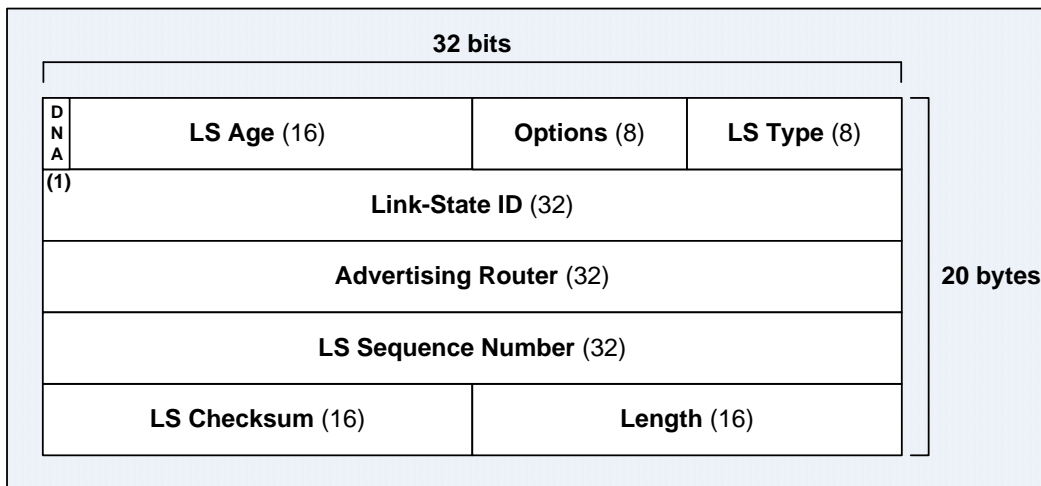 32 bits
DNA
LS Age (16)
Options (8)
LS Type (8)
(1)
Link-State ID (32)
Advertising Router (32)
20 bytes
LS Sequence Number (32)
LS Checksum (16)
Length (16)